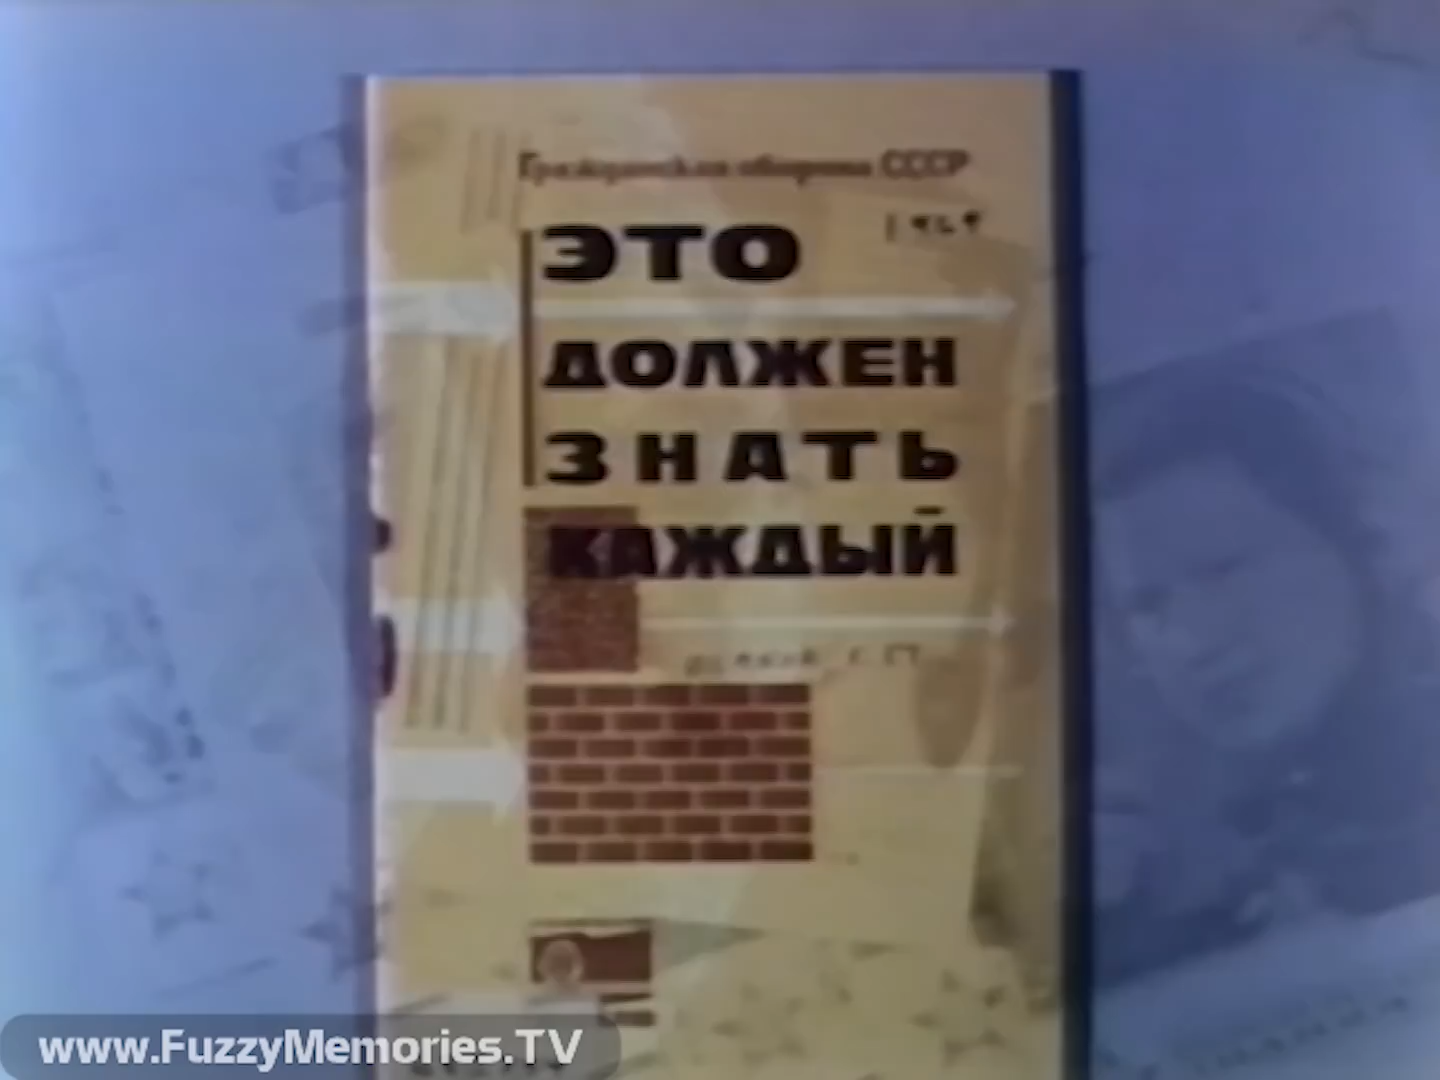 Гражданская оборона СССР
ЭТО
ДОЛЖЕН
ЗНАТЬ
КАЖДЫЙ
www.FuzzyMemories.TV